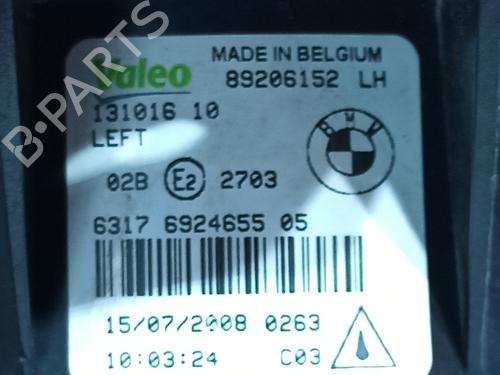 B-PARTS
Valeo
MADE IN BELGIUM
89206152 LH
131016 10
LEFT
02B E2 2703
6317 6924655 05
15/07/2008 0263
10:03:24 C03